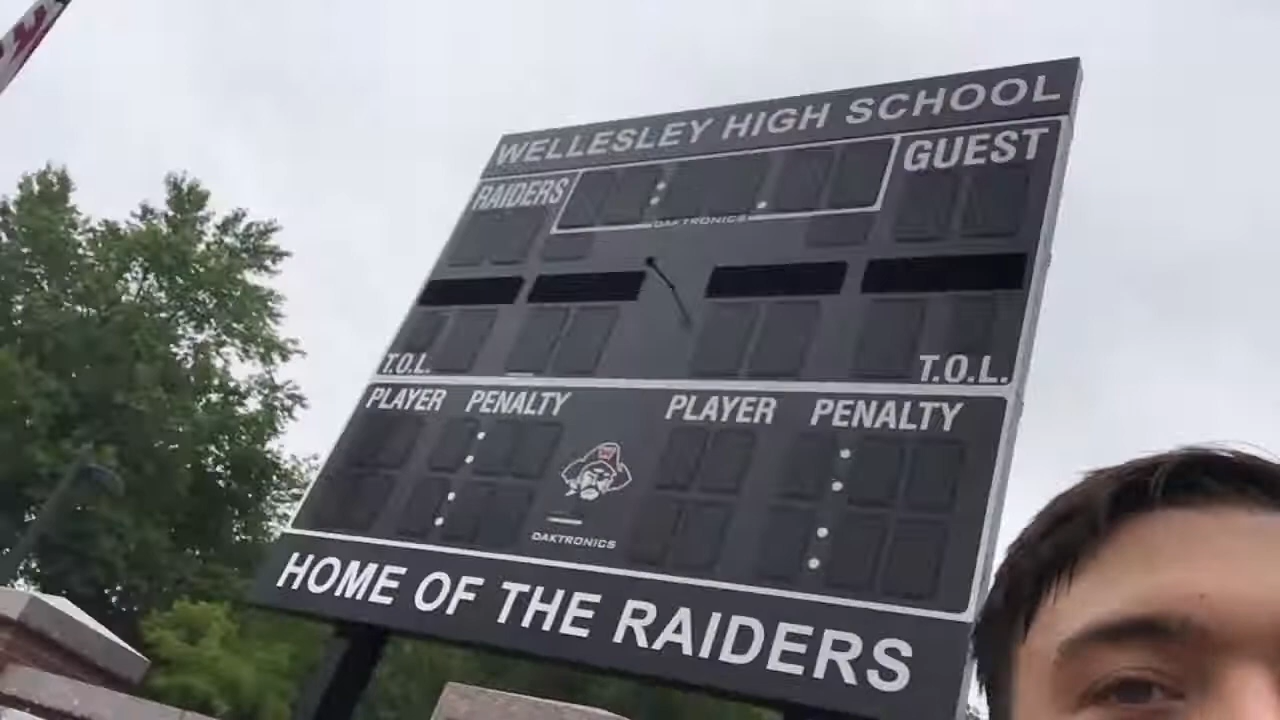 WELLESLEY HIGH SCHOOL
RAIDERS
GUEST
DAKTRONICS
T.O.L.
T.O.L.
PLAYER PENALTY
PLAYER PENALTY
W
DAKTRONICS
HOME OF THE RAIDERS